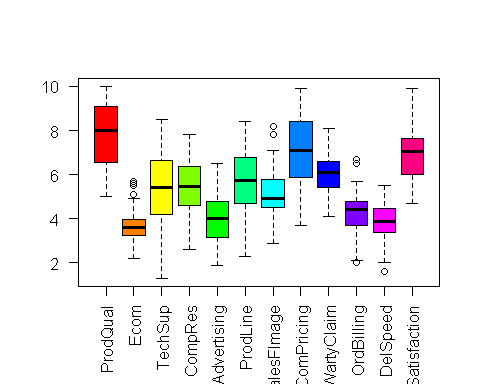 10
8
6
4
2
ProdQual
Ecom
TechSup
CompRes
Advertising
ProdLine
alesFImage
ComPricing
WartyClaim
OrdBilling
DelSpeed
Satisfaction